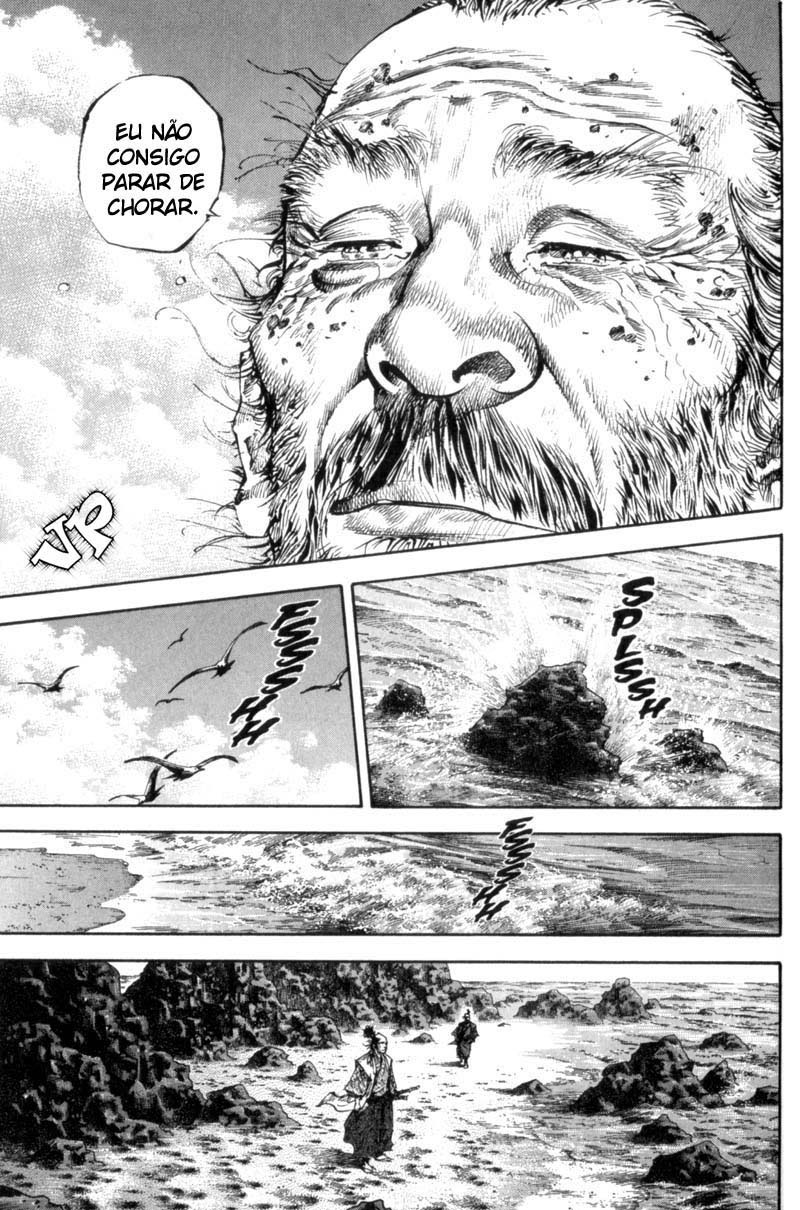 EU NÃO
CONSIGO
PARAR DE
CHORAR.
VP
SPLSSH
FSSSHH
FSSSHH